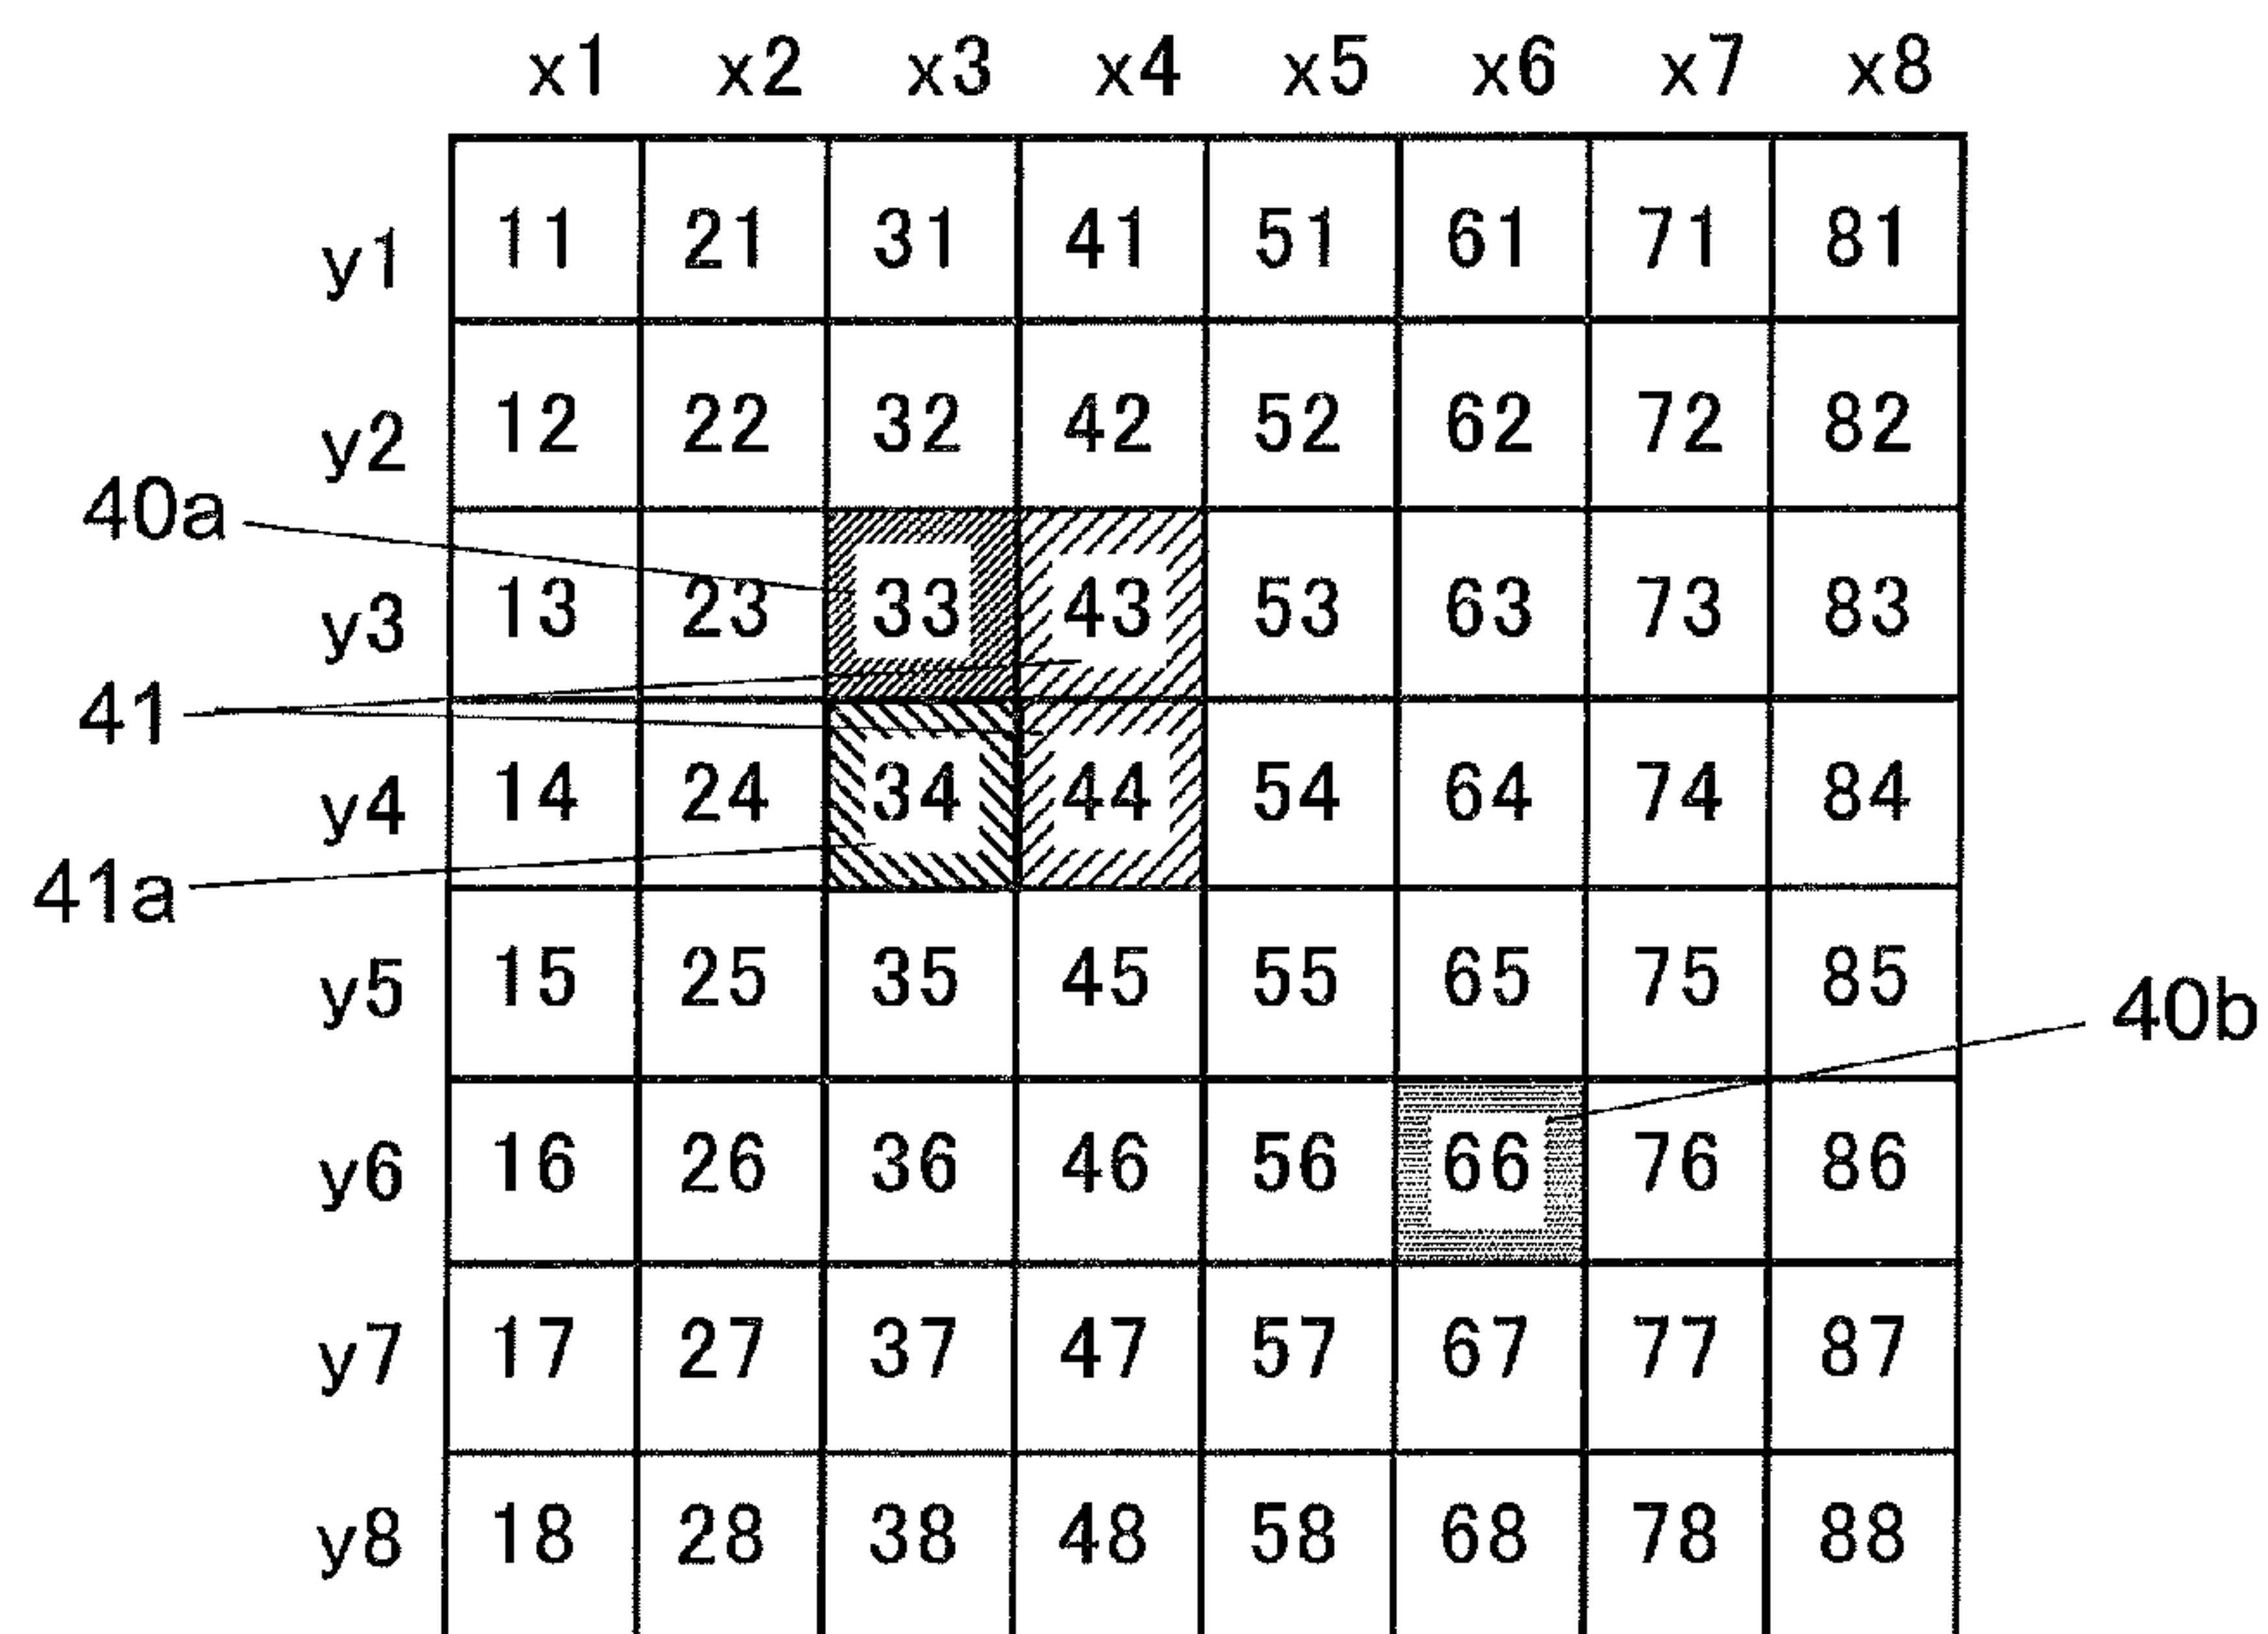 x1 x2 x3 x4 x5 x6 x7 x8
y1 11 21 31 41 51 61 71 81
y2 12 22 32 42 52 62 72 82
40a
y3 13 23 33 43 53 63 73 83
41
y4 14 24 34 44 54 64 74 84
41a
y5 15 25 35 45 55 65 75 85
40b
y6 16 26 36 46 56 66 76 86
y7 17 27 37 47 57 67 77 87
y8 18 28 38 48 58 68 78 88